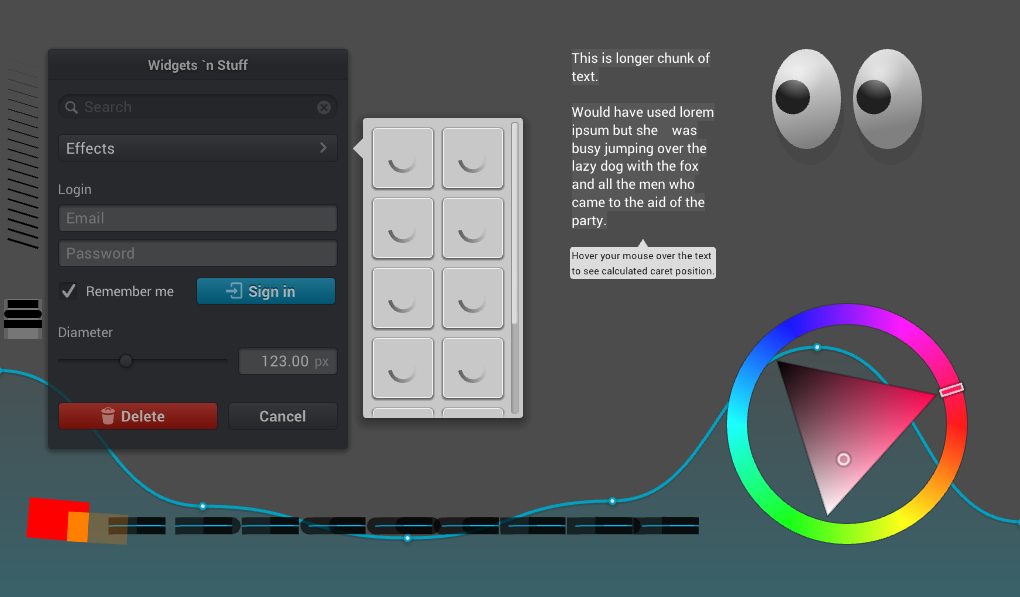 Widgets `n Stuff
Search
Effects
Login
Email
Password
Remember me
Sign in
Diameter
123.00 px
Delete
Cancel
This is longer chunk of
text.
Would have used lorem
ipsum but she was
busy jumping over the
lazy dog with the fox
and all the men who
came to the aid of the
party.
Hover your mouse over the text
to see calculated caret position.